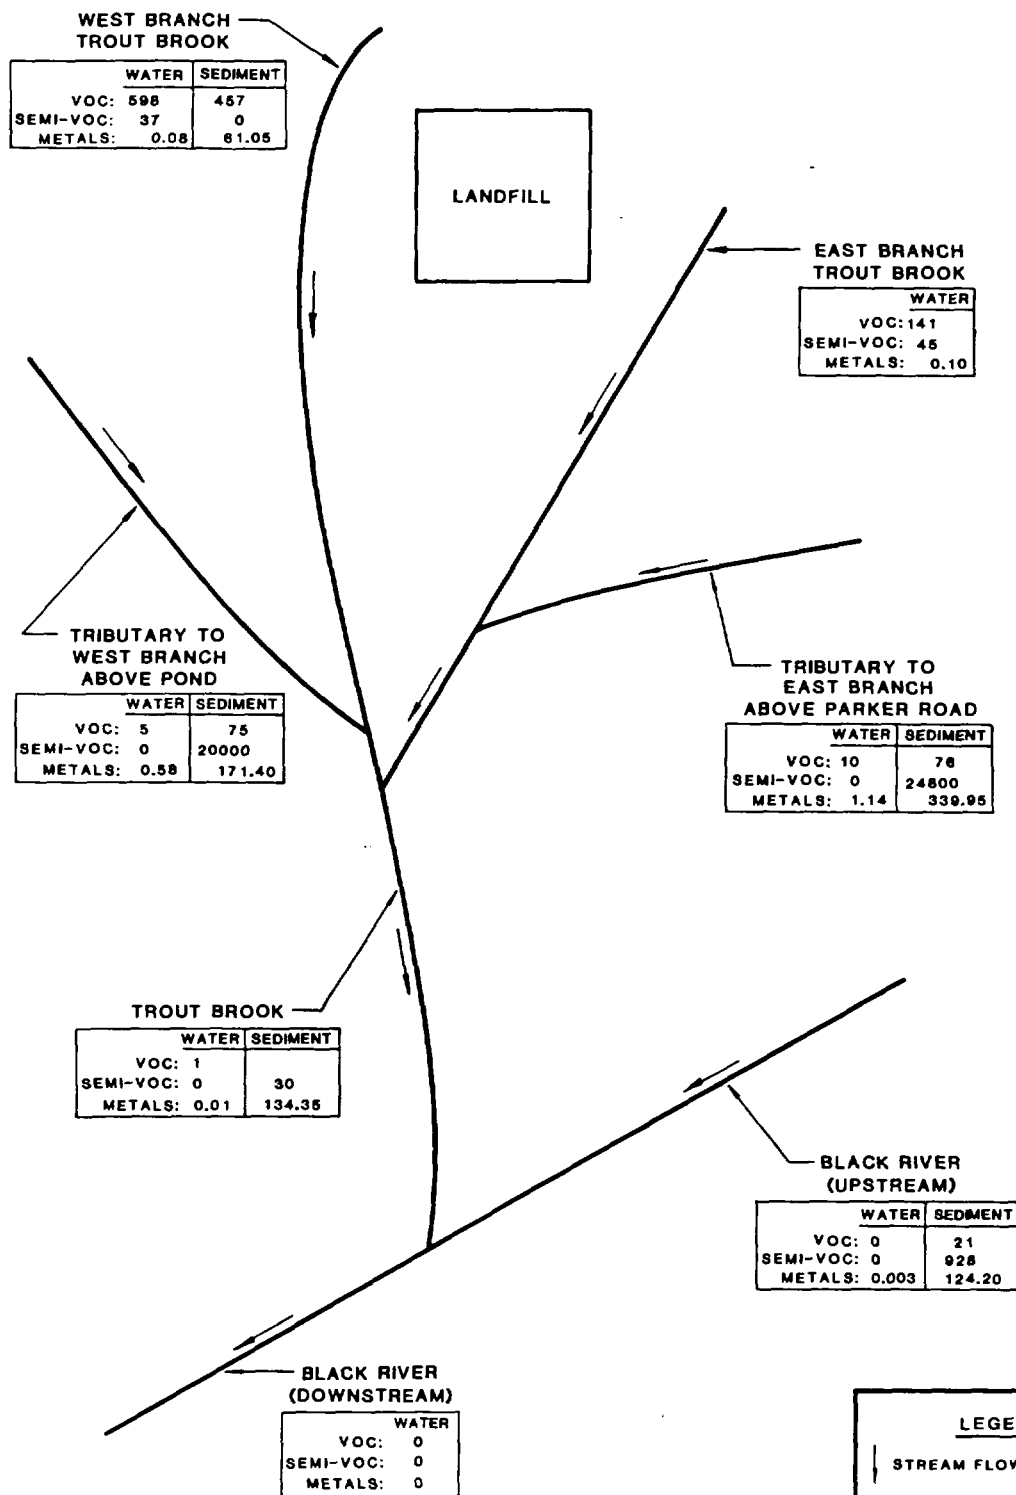 WEST BRANCH
TROUT BROOK
WATER SEDIMENT
VOC: 598 457
SEMI-VOC: 37 0
METALS: 0.08 61.05
LANDFILL
EAST BRANCH
TROUT BROOK
WATER
VOC: 141
SEMI-VOC: 45
METALS: 0.10
TRIBUTARY TO
WEST BRANCH
ABOVE POND
WATER SEDIMENT
VOC: 5 75
SEMI-VOC: 0 20000
METALS: 0.58 171.40
TRIBUTARY TO
EAST BRANCH
ABOVE PARKER ROAD
WATER SEDIMENT
VOC: 10 76
SEMI-VOC: 0 24600
METALS: 1.14 339.95
TROUT BROOK
WATER SEDIMENT
VOC: 1
SEMI-VOC: 0 30
METALS: 0.01 134.35
BLACK RIVER
(UPSTREAM)
WATER SEDIMENT
VOC: 0 21
SEMI-VOC: 0 928
METALS: 0.003 124.20
BLACK RIVER
(DOWNSTREAM)
WATER
VOC: 0
SEMI-VOC: 0
METALS: 0
LEGE
STREAM FLOW